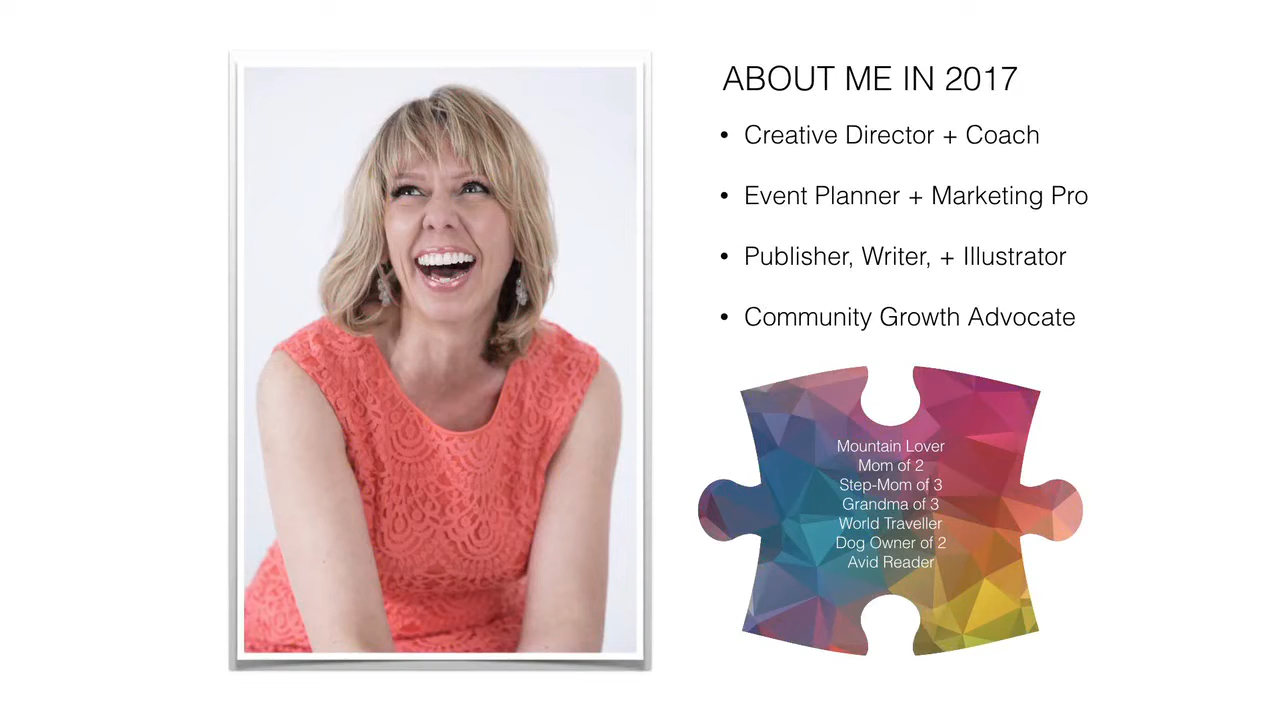 ABOUT ME IN 2017
• Creative Director + Coach
• Event Planner + Marketing Pro
• Publisher, Writer, + Illustrator
• Community Growth Advocate
Mountain Lover
Mom of 2
Step-Mom of 3
Grandma of 3
World Traveller
Dog Owner of 2
Avid Reader